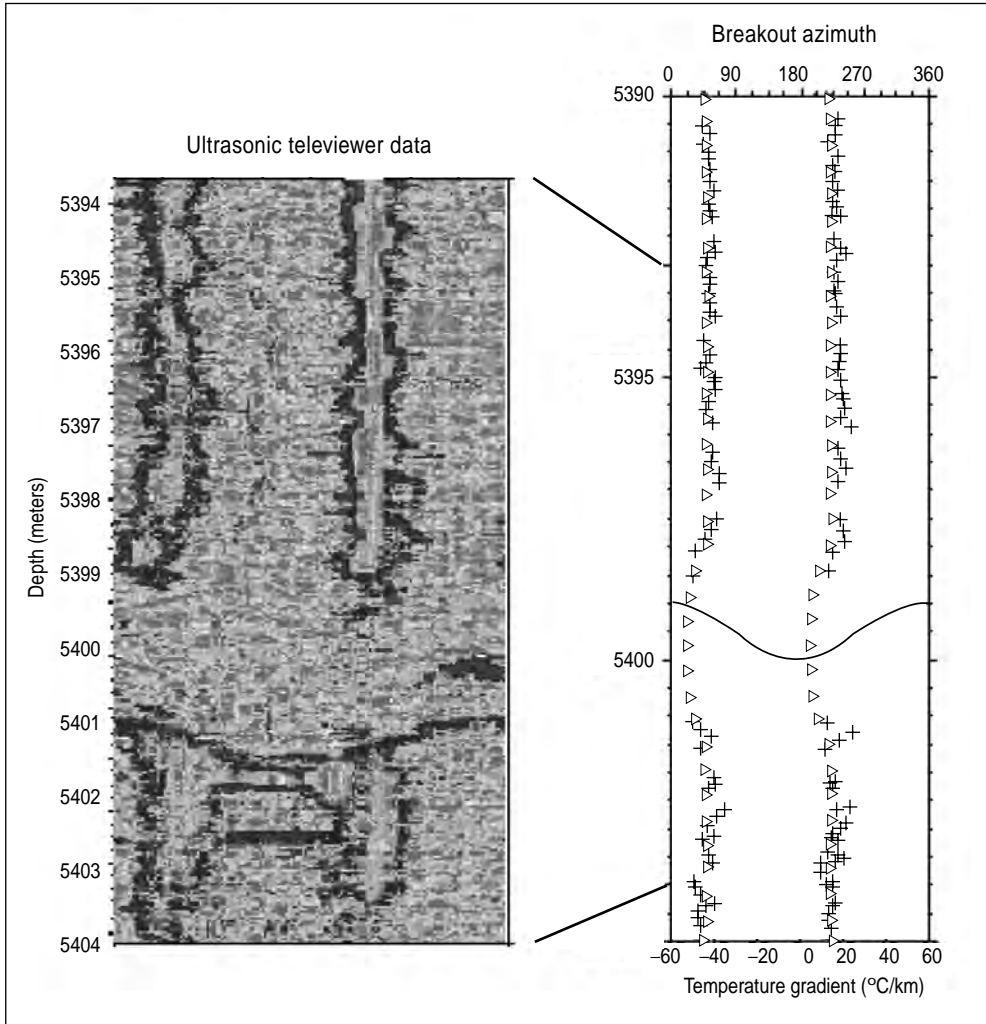 Breakout azimuth
0 90 180 270 360
5390
5395
5400
−60 −40 −20 0 20 40 60
Temperature gradient (°C/km)
Ultrasonic televiewer data
Depth (meters)
5394
5395
5396
5397
5398
5399
5400
5401
5402
5403
5404